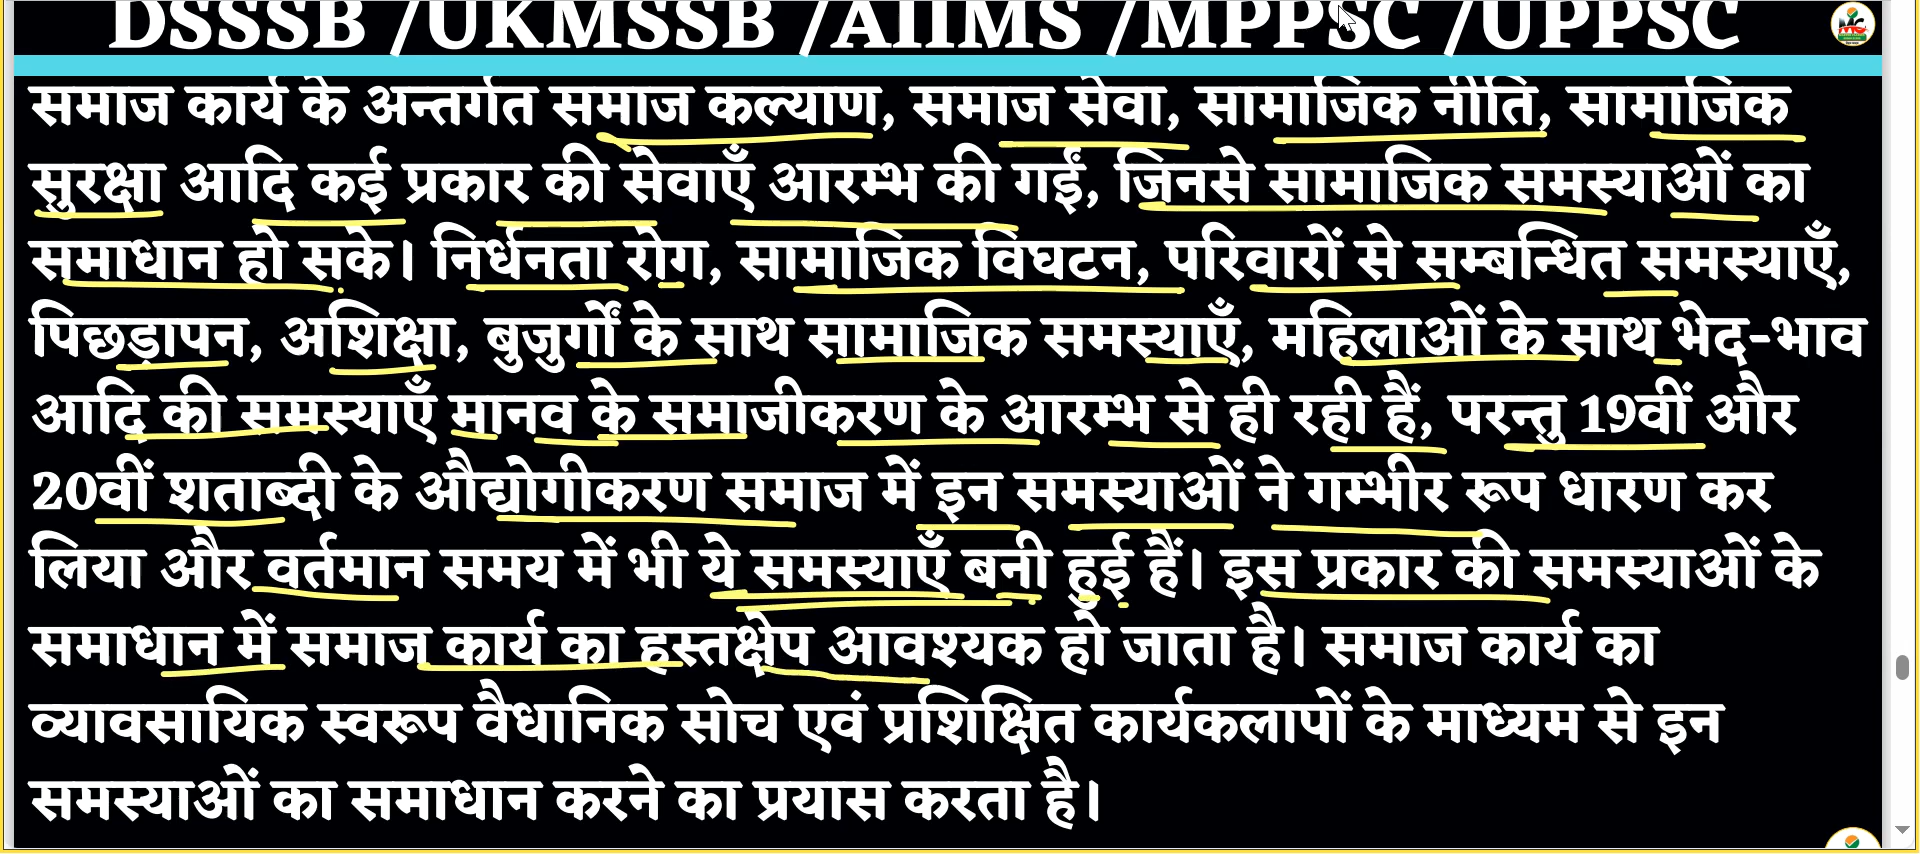 DSSSB /UKMSSB /AIIMS /MPPSC /UPPSC
समाज कार्य के अन्तर्गत समाज कल्याण, समाज सेवा, सामाजिक नीति, सामाजिक
सुरक्षा आदि कई प्रकार की सेवाएँ आरम्भ की गईं, जिनसे सामाजिक समस्याओं का
समाधान हो सके। निर्धनता रोग, सामाजिक विघटन, परिवारों से सम्बन्धित समस्याएँ,
पिछड़ापन, अशिक्षा, बुजुर्गों के साथ सामाजिक समस्याएँ, महिलाओं के साथ भेद-भाव
आदि की समस्याएँ मानव के समाजीकरण के आरम्भ से ही रही हैं, परन्तु 19वीं और
20वीं शताब्दी के औद्योगीकरण समाज में इन समस्याओं ने गम्भीर रूप धारण कर
लिया और वर्तमान समय में भी ये समस्याएँ बनी हुई हैं। इस प्रकार की समस्याओं के
समाधान में समाज कार्य का हस्तक्षेप आवश्यक हो जाता है। समाज कार्य का
व्यावसायिक स्वरूप वैधानिक सोच एवं प्रशिक्षित कार्यकलापों के माध्यम से इन
समस्याओं का समाधान करने का प्रयास करता है।